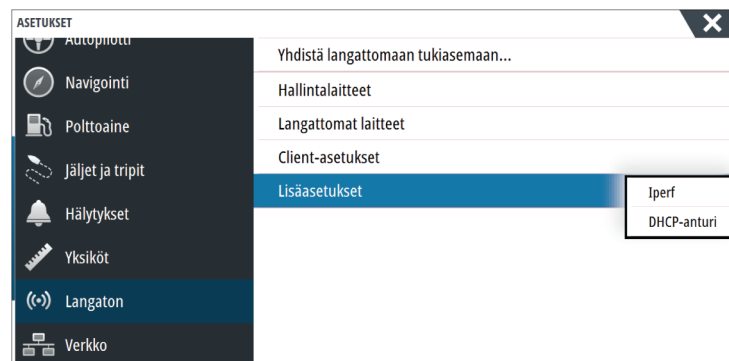 ASETUKSET
Autopilotti
Navigointi
Polttoaine
Jäljet ja tripit
Hälytykset
Yksiköt
Langaton
Verkko
Yhdistä langattomaan tukiasemaan...
Hallintalaitteet
Langattomat laitteet
Client-asetukset
Lisäasetukset
Iperf
DHCP-anturi